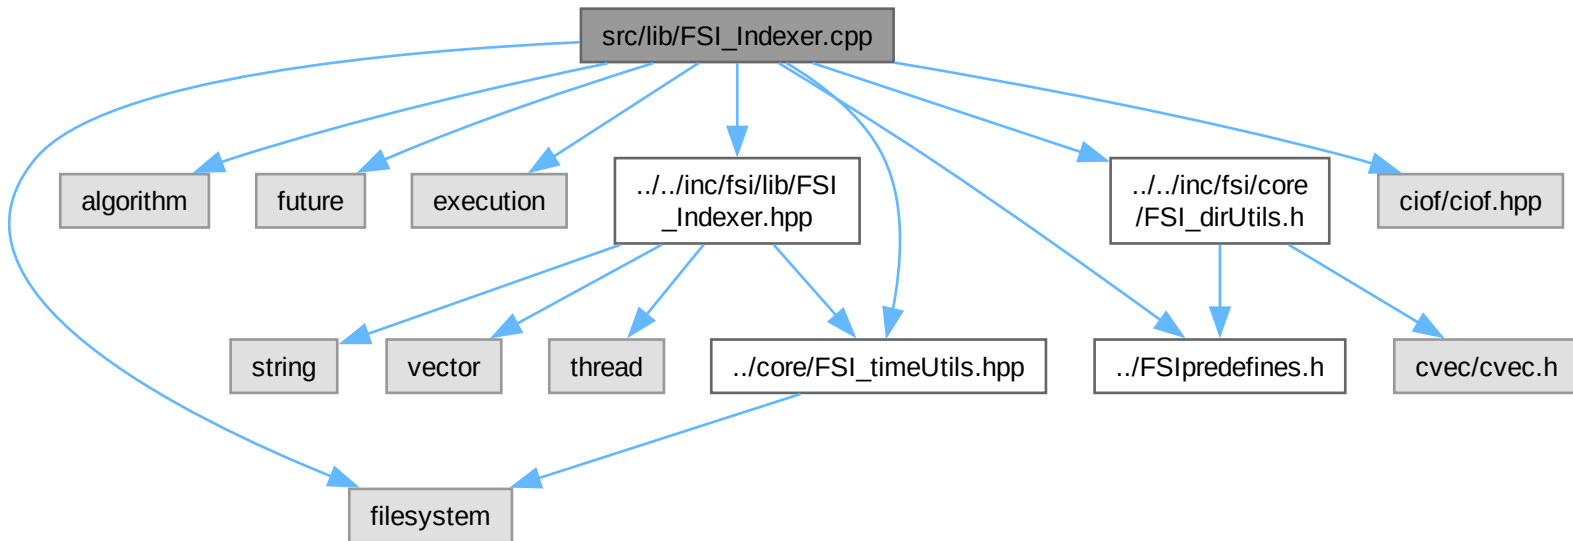 src/lib/FSI_Indexer.cpp
algorithm
future
execution
../../inc/fsi/lib/FSI
_Indexer.hpp
../../inc/fsi/core
/FSI_dirUtils.h
ciof/ciof.hpp
string
vector
thread
../core/FSI_timeUtils.hpp
../FSIpredefines.h
cvec/cvec.h
filesystem